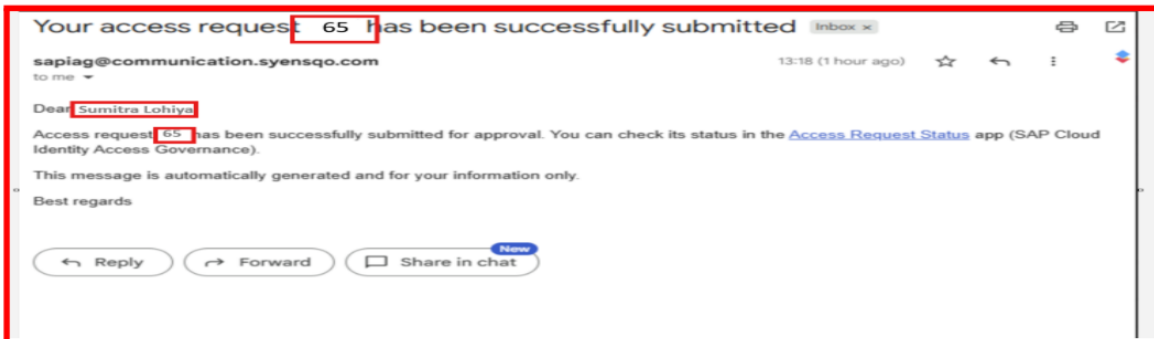 Your access request 65 has been successfully submitted Inbox ×
sapiag@communication.syensqo.com 13:18 (1 hour ago)
to me
Dear Sumitra Lohiya
Access request 65 has been successfully submitted for approval. You can check its status in the Access Request Status app (SAP Cloud
Identity Access Governance).
This message is automatically generated and for your information only.
Best regards
New
Reply Forward Share in chat